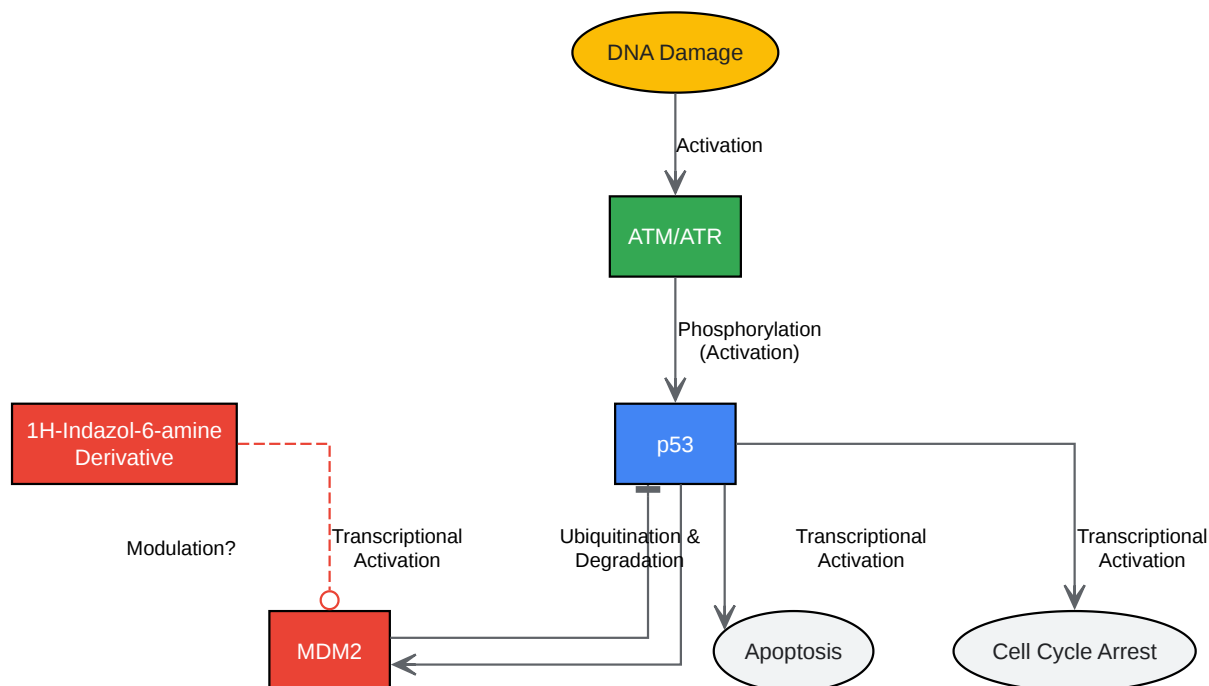 DNA Damage
Activation
ATM/ATR
Phosphorylation
(Activation)
1H-Indazol-6-amine
Derivative
p53
Modulation?
Transcriptional
Activation
Ubiquitination &
Degradation
Transcriptional
Activation
Transcriptional
Activation
MDM2
Apoptosis
Cell Cycle Arrest